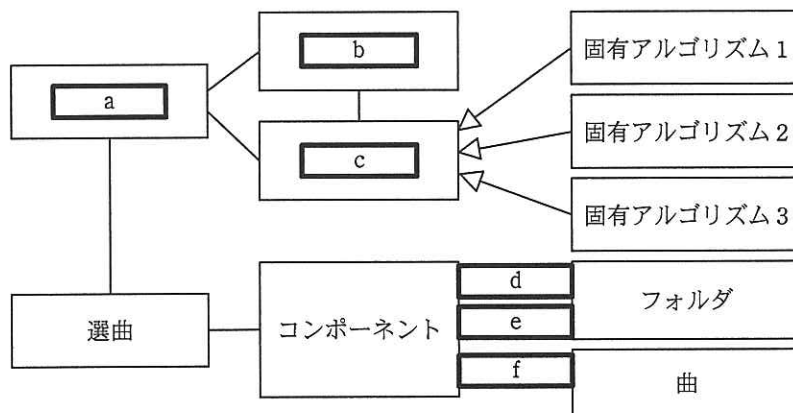 b
固有アルゴリズム1
a
固有アルゴリズム2
c
固有アルゴリズム3
d
フォルダ
選曲
コンポーネント
e
f
曲